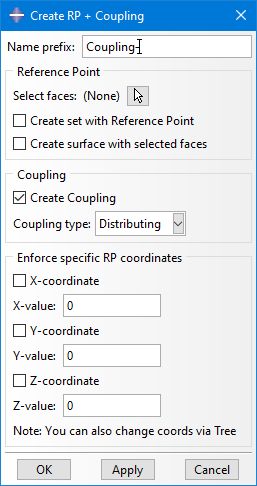 Create RP + Coupling
Name prefix: Coupling-
Reference Point
Select faces: (None)
Create set with Reference Point
Create surface with selected faces
Coupling
Create Coupling
Coupling type: Distributing
Enforce specific RP coordinates
X-coordinate
X-value: 0
Y-coordinate
Y-value: 0
Z-coordinate
Z-value: 0
Note: You can also change coords via Tree
OK Apply Cancel